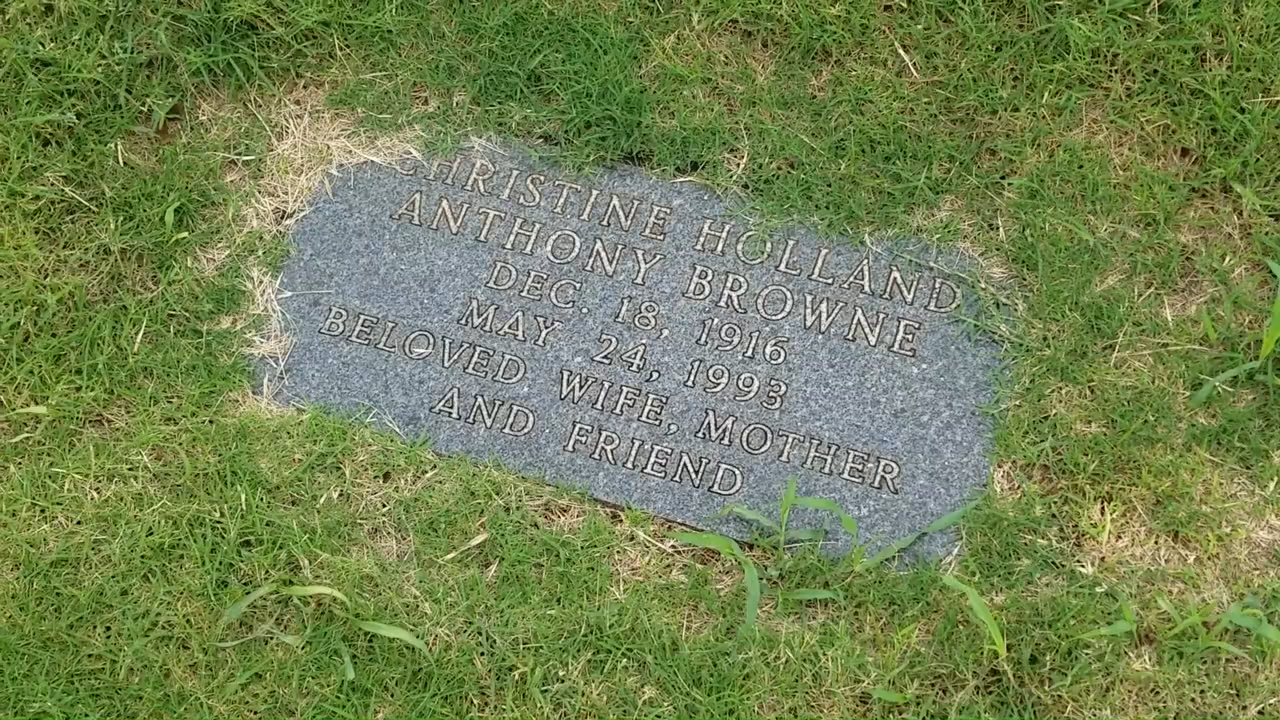 CHRISTINE HOLLAND
ANTHONY BROWNE
DEC. 18, 1916
MAY 24, 1993
BELOVED WIFE, MOTHER
AND FRIEND